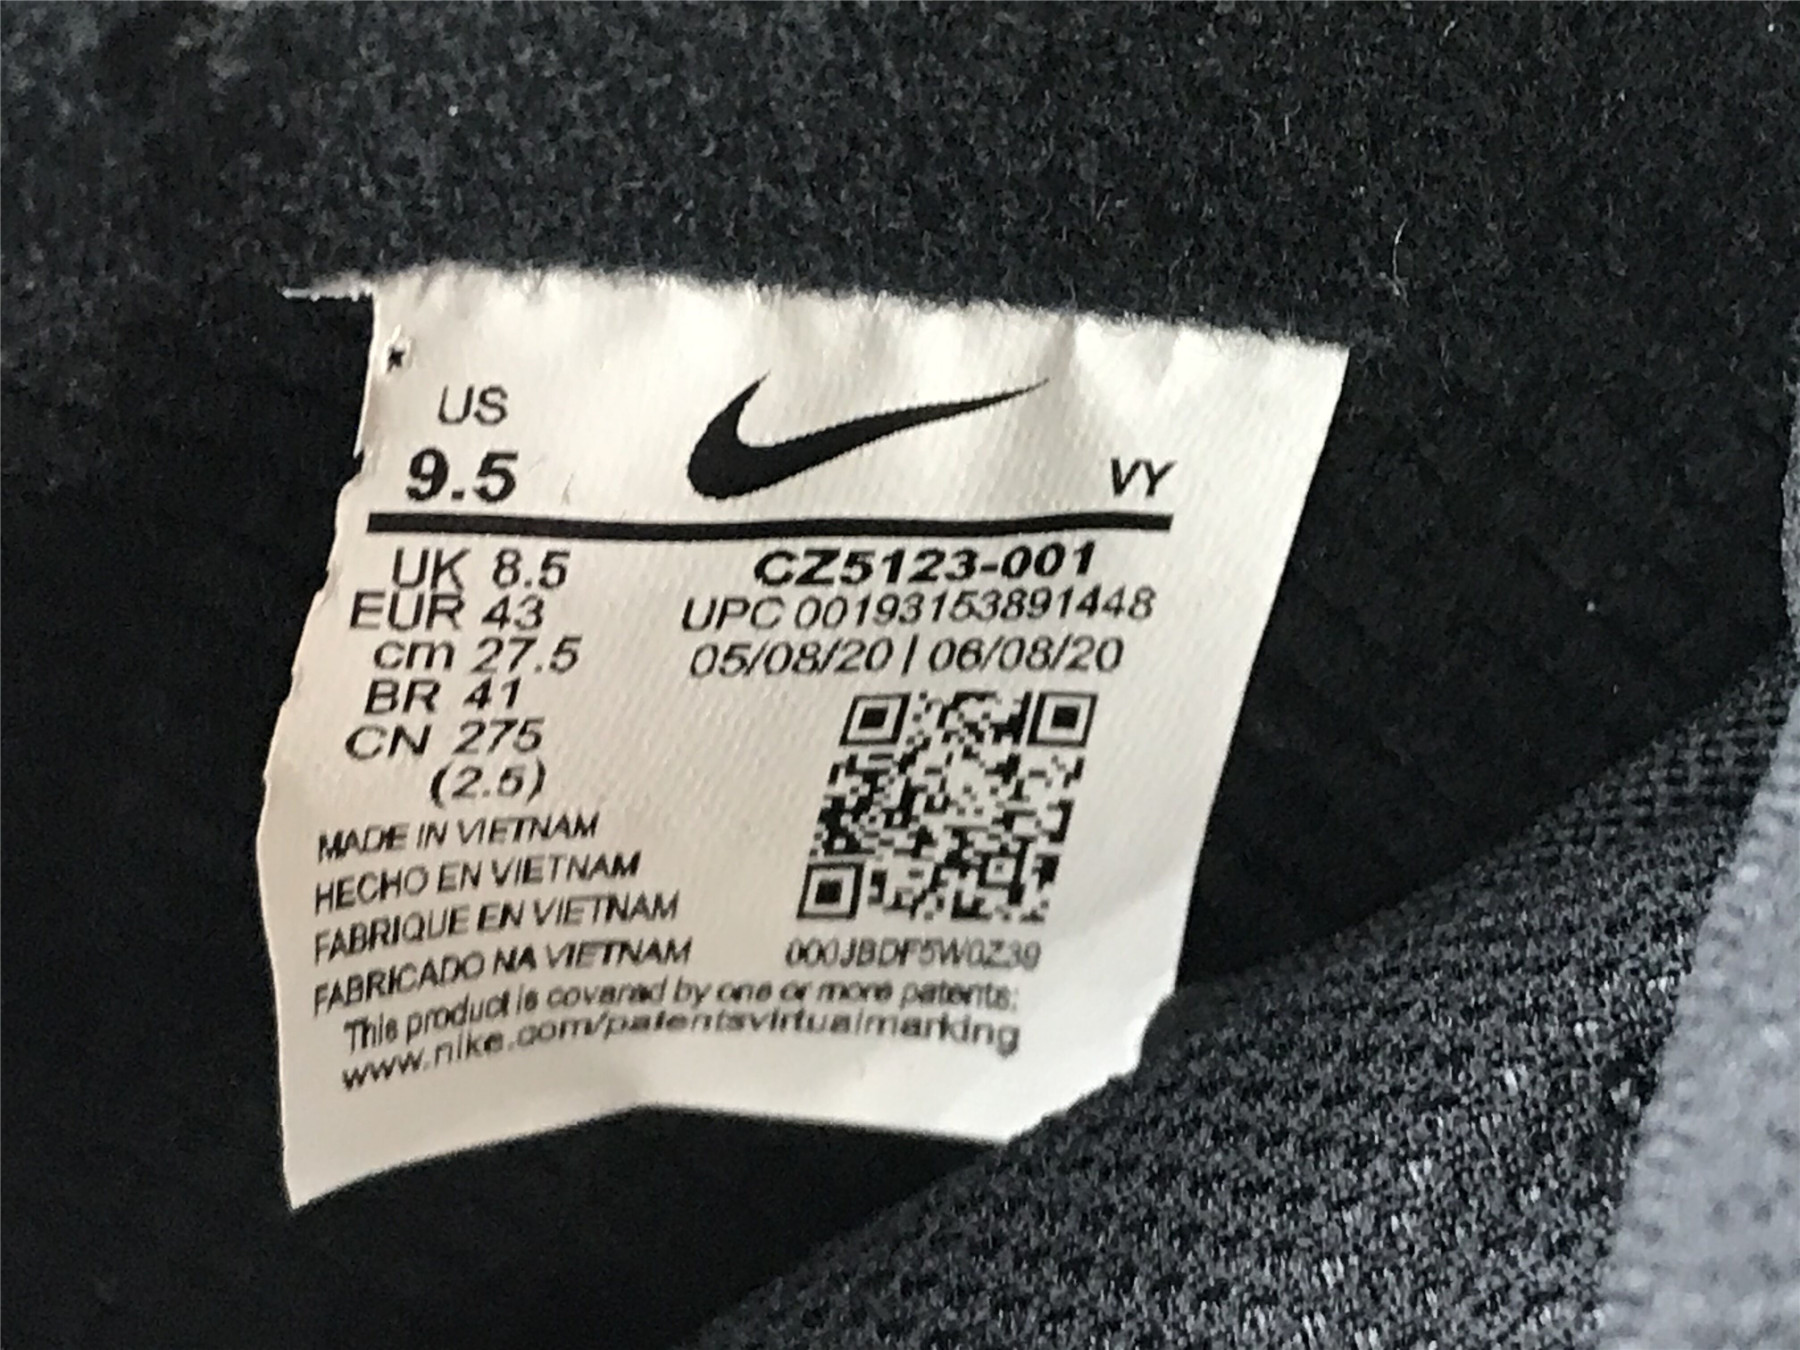 US
9.5
VY
UK 8.5
EUR 43
cm 27.5
BR 41
CN 275
(2.5)
CZ5123-001
UPC 00193153891448
05/08/20 | 06/08/20
000JBDF5W0Z39
MADE IN VIETNAM
HECHO EN VIETNAM
FABRIQUE EN VIETNAM
FABRICADO NA VIETNAM
This product is covered by one or more patents:
www.nike.com/patentsvirtualmarking